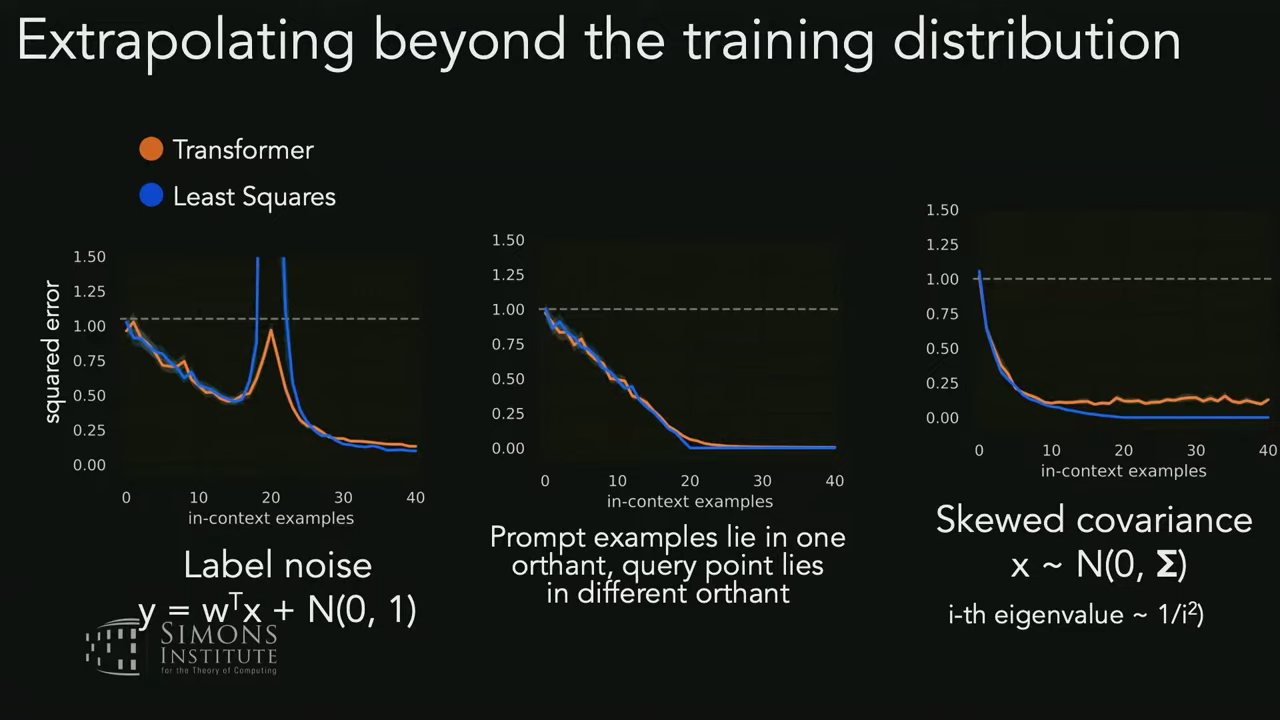 Extrapolating beyond the training distribution
Transformer
Least Squares
squared error
1.50
1.25
1.00
0.75
0.50
0.25
0.00
0 10 20 30 40
in-context examples
Label noise
y = wᵀx + N(0, 1)
1.50
1.25
1.00
0.75
0.50
0.25
0.00
0 10 20 30 40
in-context examples
Prompt examples lie in one
orthant, query point lies
in different orthant
1.50
1.25
1.00
0.75
0.50
0.25
0.00
0 10 20 30 40
in-context examples
Skewed covariance
x ~ N(0, Σ)
i-th eigenvalue ~ 1/i²)
SIMONS
INSTITUTE
for the Theory of Computing